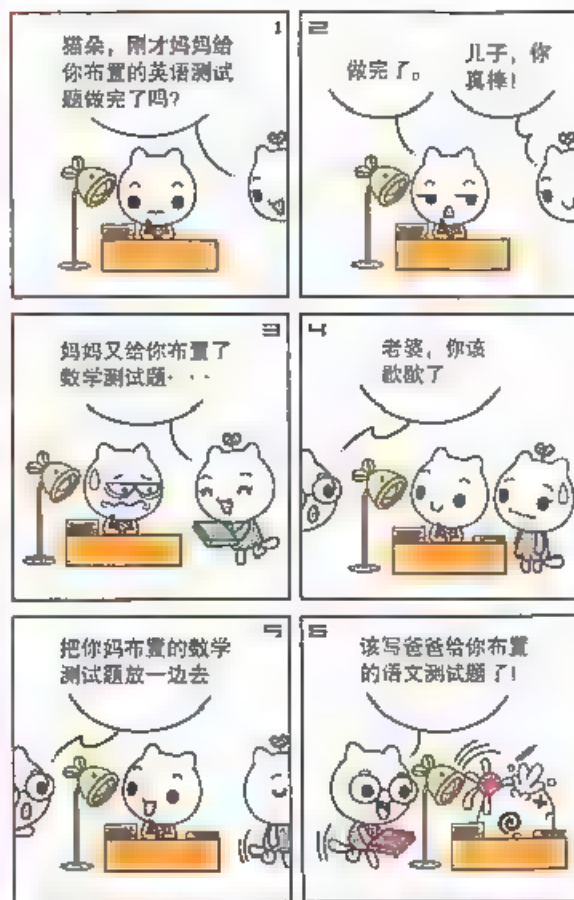 1
猫朵，刚才妈妈给
你布置的英语测试
题做完了吗？
2
做完了。
儿子，你
真棒！
3
妈妈又给你布置了
数学测试题···
4
老婆，你该
歇歇了
5
把你妈布置的数学
测试题放一边去
6
该写爸爸给你布置
的语文测试题了！